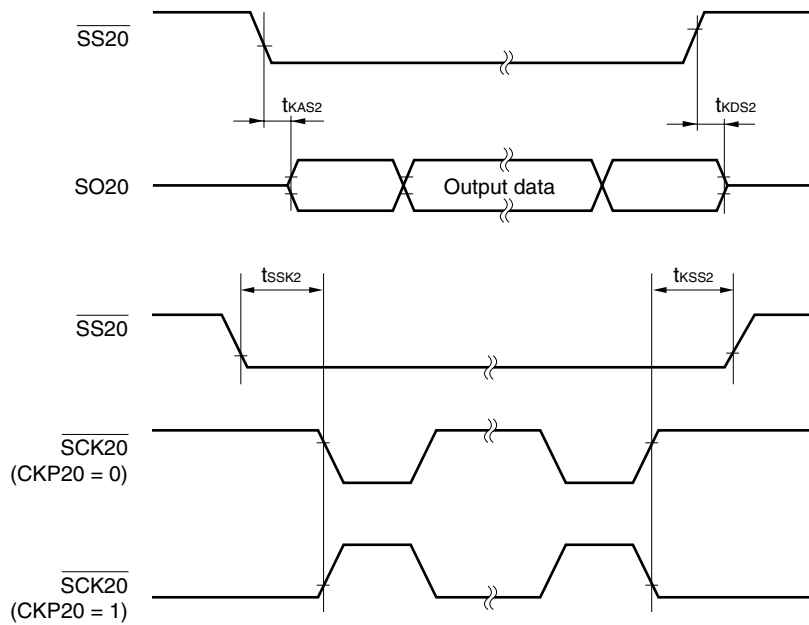 SS20
tKAS2
tKDS2
SO20
Output data
tSSK2
tKSS2
SS20
SCK20
(CKP20 = 0)
SCK20
(CKP20 = 1)